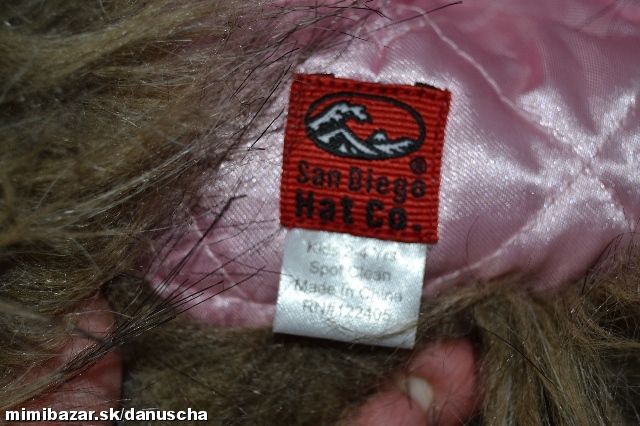 San Diego ®
Hat Co.
Kids 2-4 Yrs
Spot Clean
Made In China
RN#122405
mimibazar.sk/danuscha